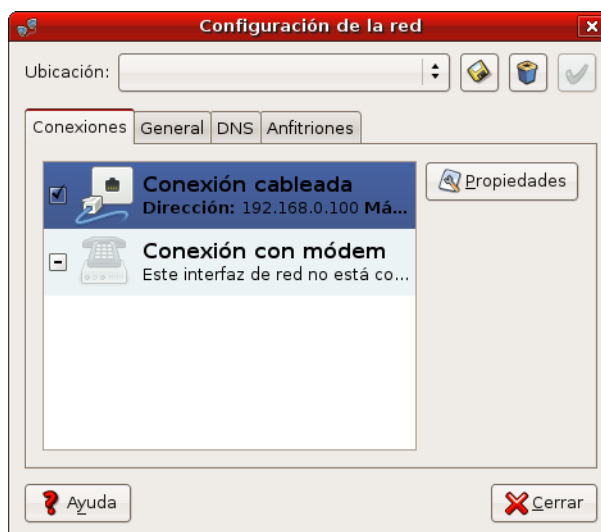 Configuración de la red
Ubicación:
Conexiones General DNS Anfitriones
Conexión cableada
Dirección: 192.168.0.100 Má...
Propiedades
Conexión con módem
Este interfaz de red no está co...
Ayuda
Cerrar